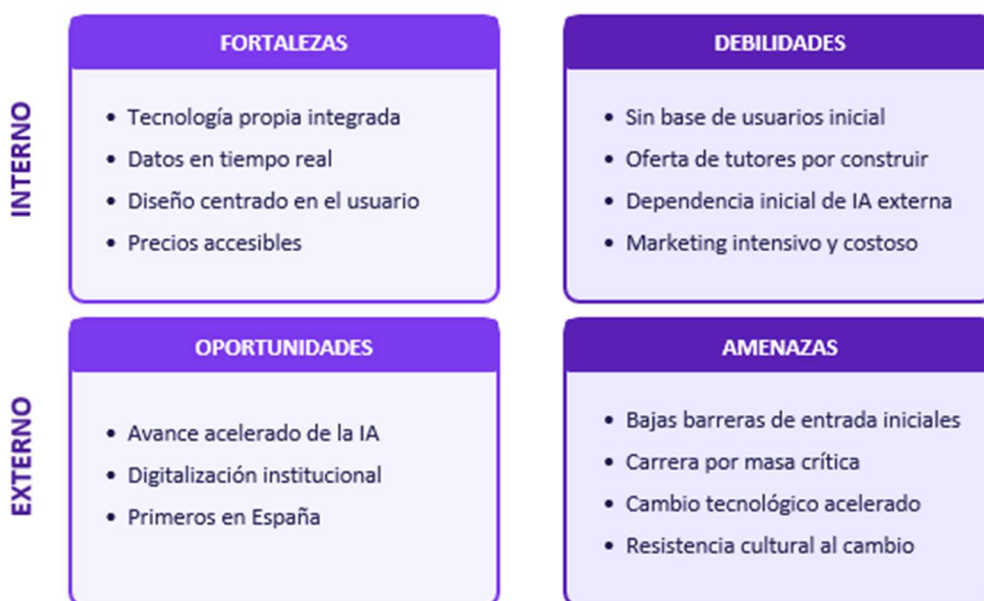 INTERNO
FORTALEZAS
• Tecnología propia integrada
• Datos en tiempo real
• Diseño centrado en el usuario
• Precios accesibles
DEBILIDADES
• Sin base de usuarios inicial
• Oferta de tutores por construir
• Dependencia inicial de IA externa
• Marketing intensivo y costoso
EXTERNO
OPORTUNIDADES
• Avance acelerado de la IA
• Digitalización institucional
• Primeros en España
AMENAZAS
• Bajas barreras de entrada iniciales
• Carrera por masa crítica
• Cambio tecnológico acelerado
• Resistencia cultural al cambio